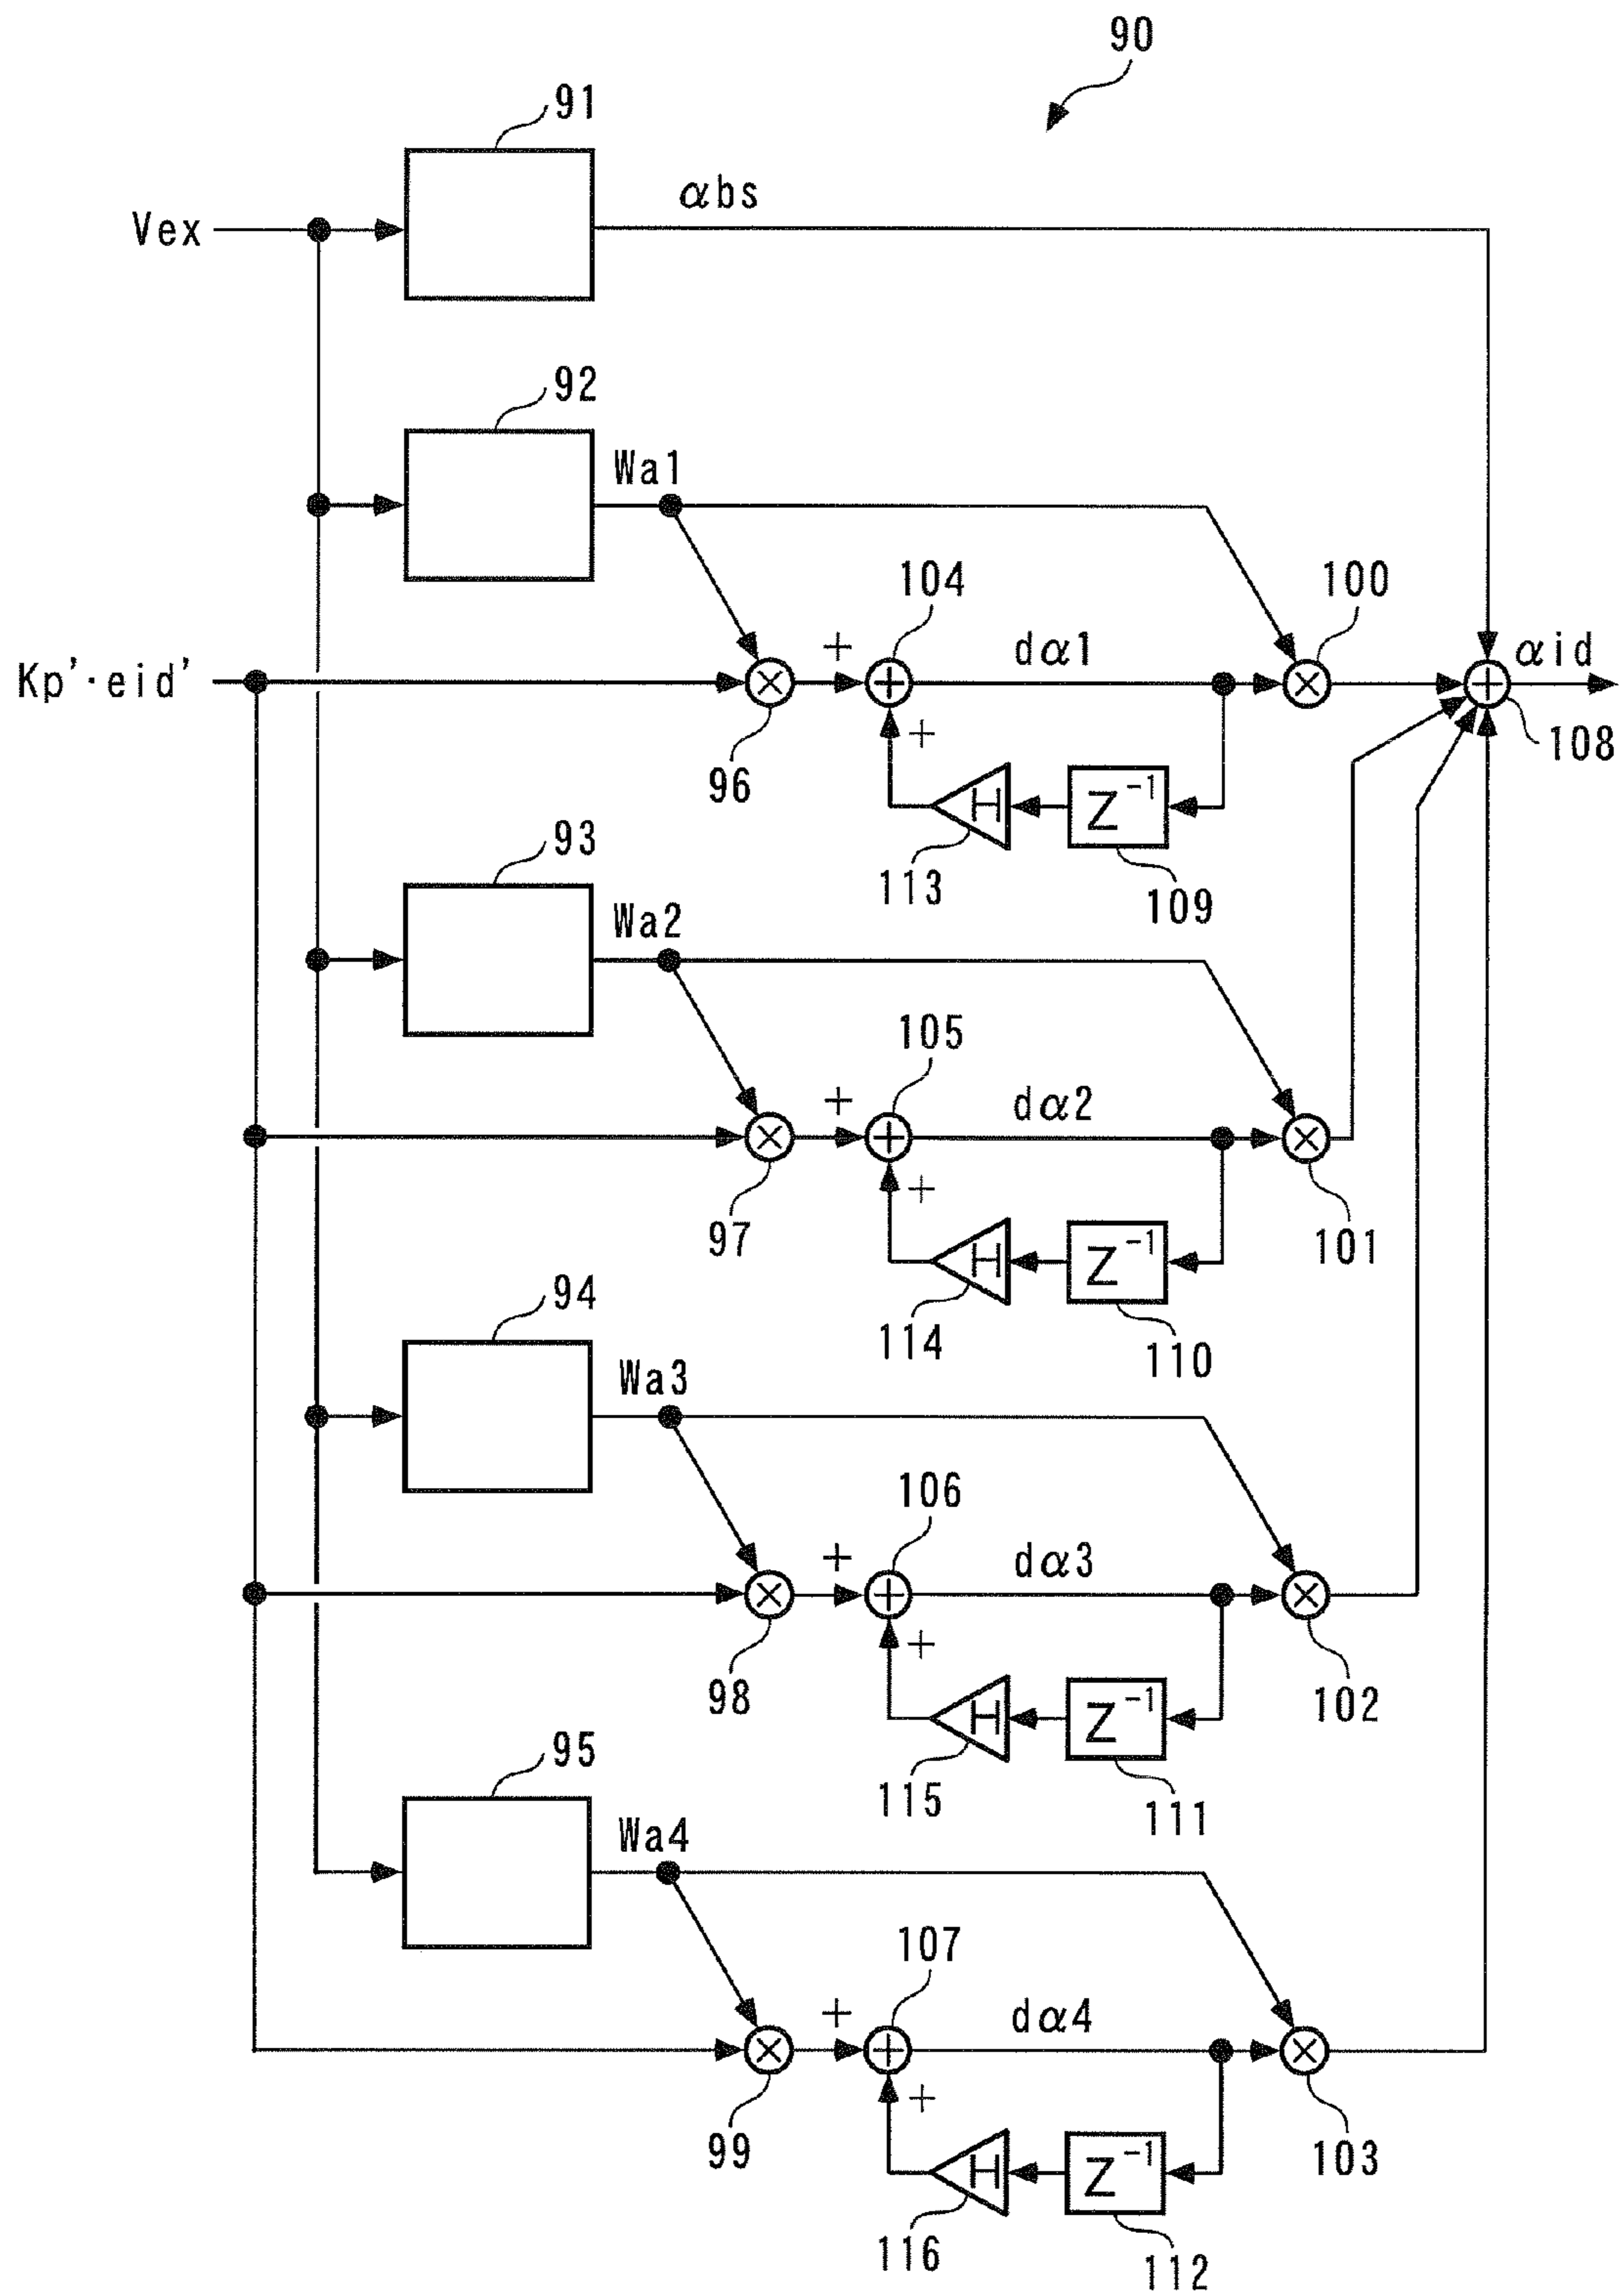 90
91
αbs
Vex
92
Wa1
104
100
+
dα1
αid
Kp'·eid'
×
+
×
+
108
+
96
H
Z⁻¹
113
109
93
Wa2
105
+
dα2
×
+
×
+
97
H
Z⁻¹
101
114
110
94
Wa3
106
+
dα3
×
+
×
+
98
H
Z⁻¹
102
115
111
95
Wa4
107
+
dα4
×
+
×
+
99
H
Z⁻¹
103
116
112